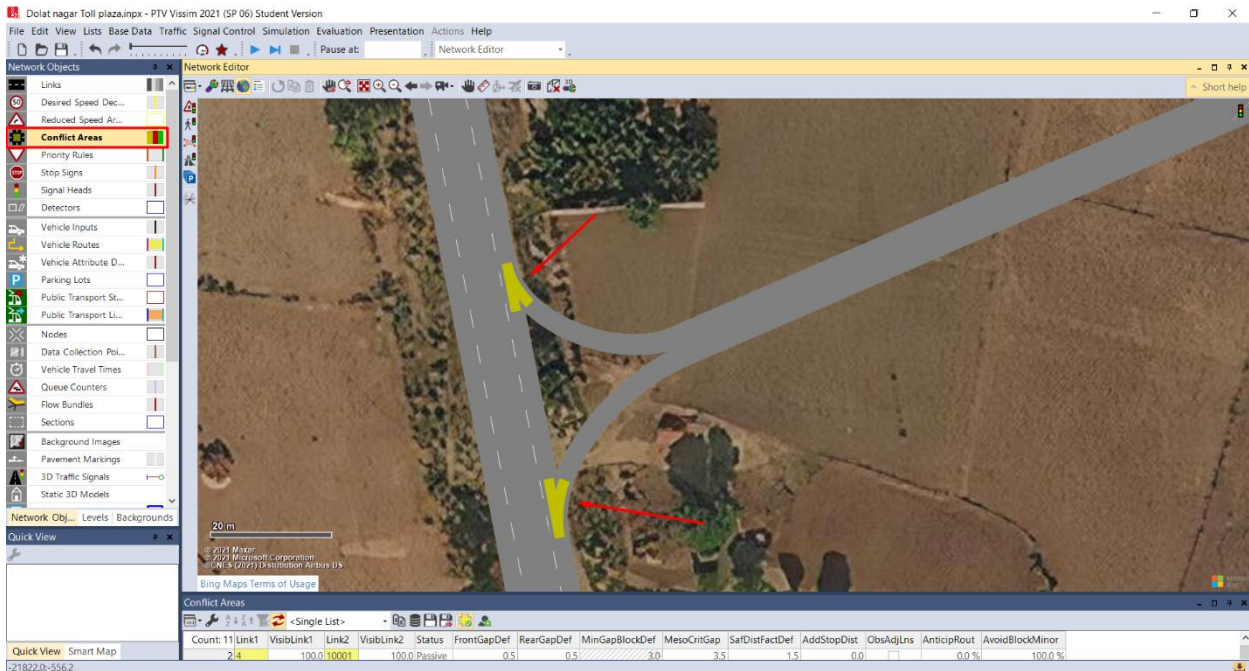 Dolat nagar Toll plaza.inpx - PTV Vissim 2021 (SP 06) Student Version
File Edit View Lists Base Data Traffic Signal Control Simulation Evaluation Presentation Actions Help
Pause at: Network Editor
Network Objects
Links
50 Desired Speed Dec...
Reduced Speed Ar...
Conflict Areas
Priority Rules
STOP Stop Signs
Signal Heads
Detectors
Vehicle Inputs
Vehicle Routes
Vehicle Attribute D...
P Parking Lots
Public Transport St...
Public Transport Li...
Nodes
Data Collection Poi...
Vehicle Travel Times
Queue Counters
Flow Bundles
Sections
Background Images
Pavement Markings
3D Traffic Signals
Static 3D Models
Network Obj... Levels Backgrounds
Quick View
Quick View Smart Map
-21822.0:-556.2
Network Editor
Short help
20 m
© 2021 Maxar
© 2021 Microsoft Corporation
©CNES (2021) Distribution Airbus DS
Bing Maps Terms of Usage
Conflict Areas
<Single List>
Count: 11 Link1 VisibLink1 Link2 VisibLink2 Status FrontGapDef RearGapDef MinGapBlockDef MesoCritGap SafDistFactDef AddStopDist ObsAdjLns AnticipRout AvoidBlockMinor
2 4 100.0 10001 100.0 Passive 0.5 0.5 3.0 3.5 1.5 0.0 0.0 % 100.0 %